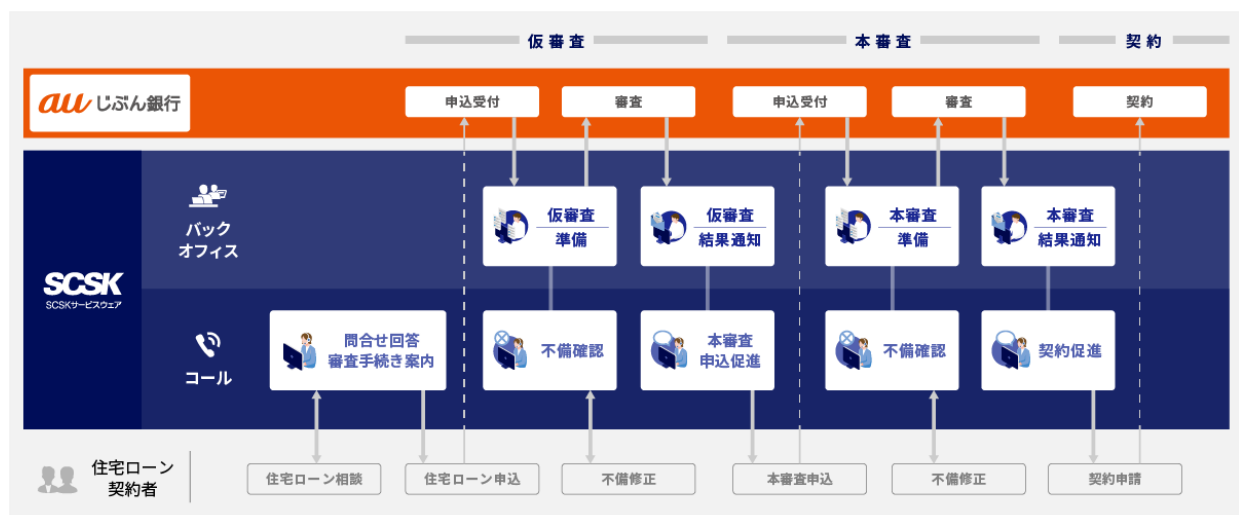 仮審査
本審査
契約
au じぶん銀行
申込受付
審査
申込受付
審査
契約
SCSK
SCSKサービスウェア
バック
オフィス
仮審査
準備
仮審査
結果通知
本審査
準備
本審査
結果通知
コール
問合せ回答
審査手続き案内
不備確認
本審査
申込促進
不備確認
契約促進
住宅ローン
契約者
住宅ローン相談
住宅ローン申込
不備修正
本審査申込
不備修正
契約申請